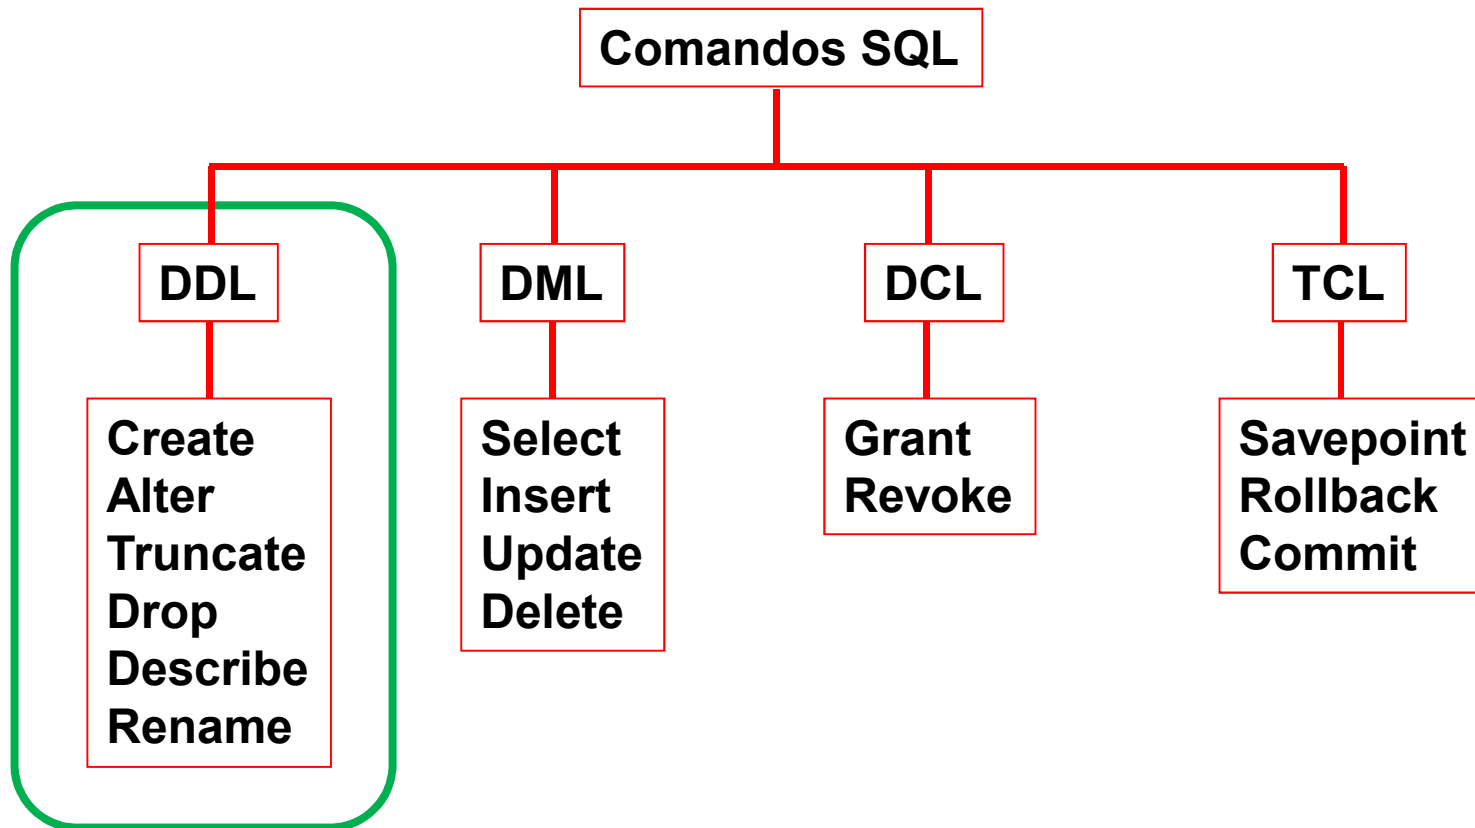 Comandos SQL
DDL
DML
DCL
TCL
Create
Alter
Truncate
Drop
Describe
Rename
Select
Insert
Update
Delete
Grant
Revoke
Savepoint
Rollback
Commit